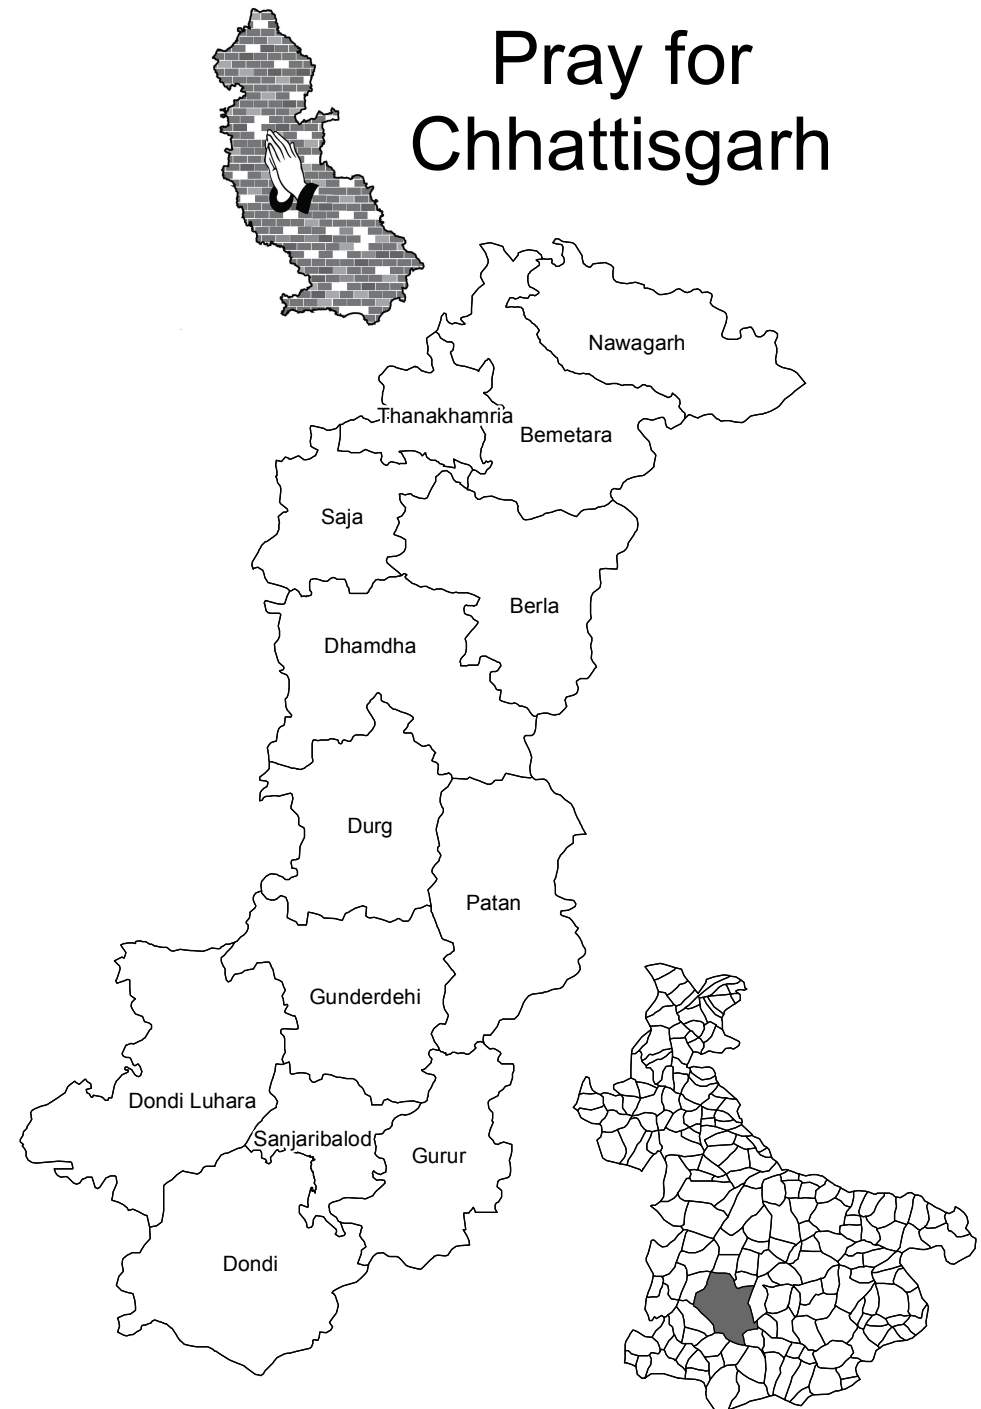 Pray for
Chhattisgarh
Nawagarh
Thanakhamria
Bemetara
Saja
Berla
Dhamdha
Durg
Patan
Gunderdehi
Dondi Luhara
Sanjaribalod
Gurur
Dondi